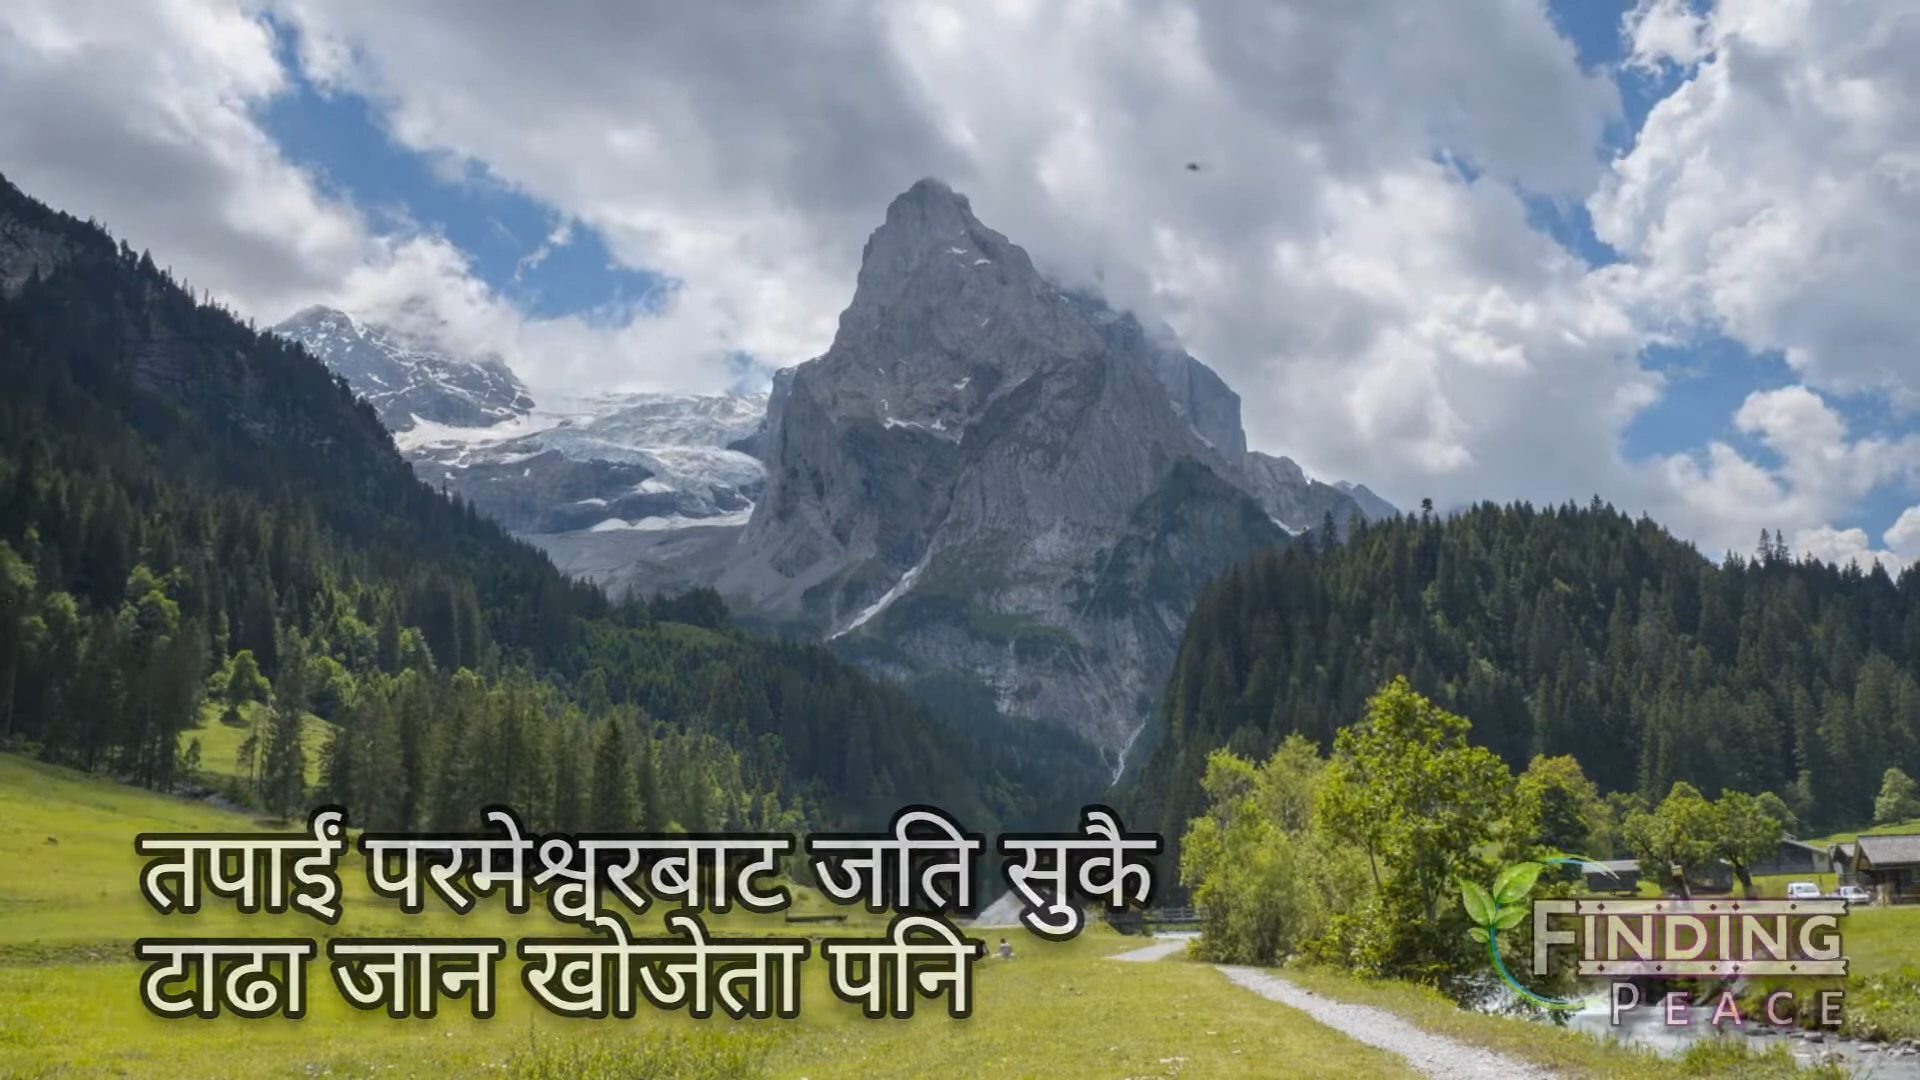 तपाईं परमेश्वरबाट जति सुकै
टाढा जान खोजेता पनि
FINDING
PEACE